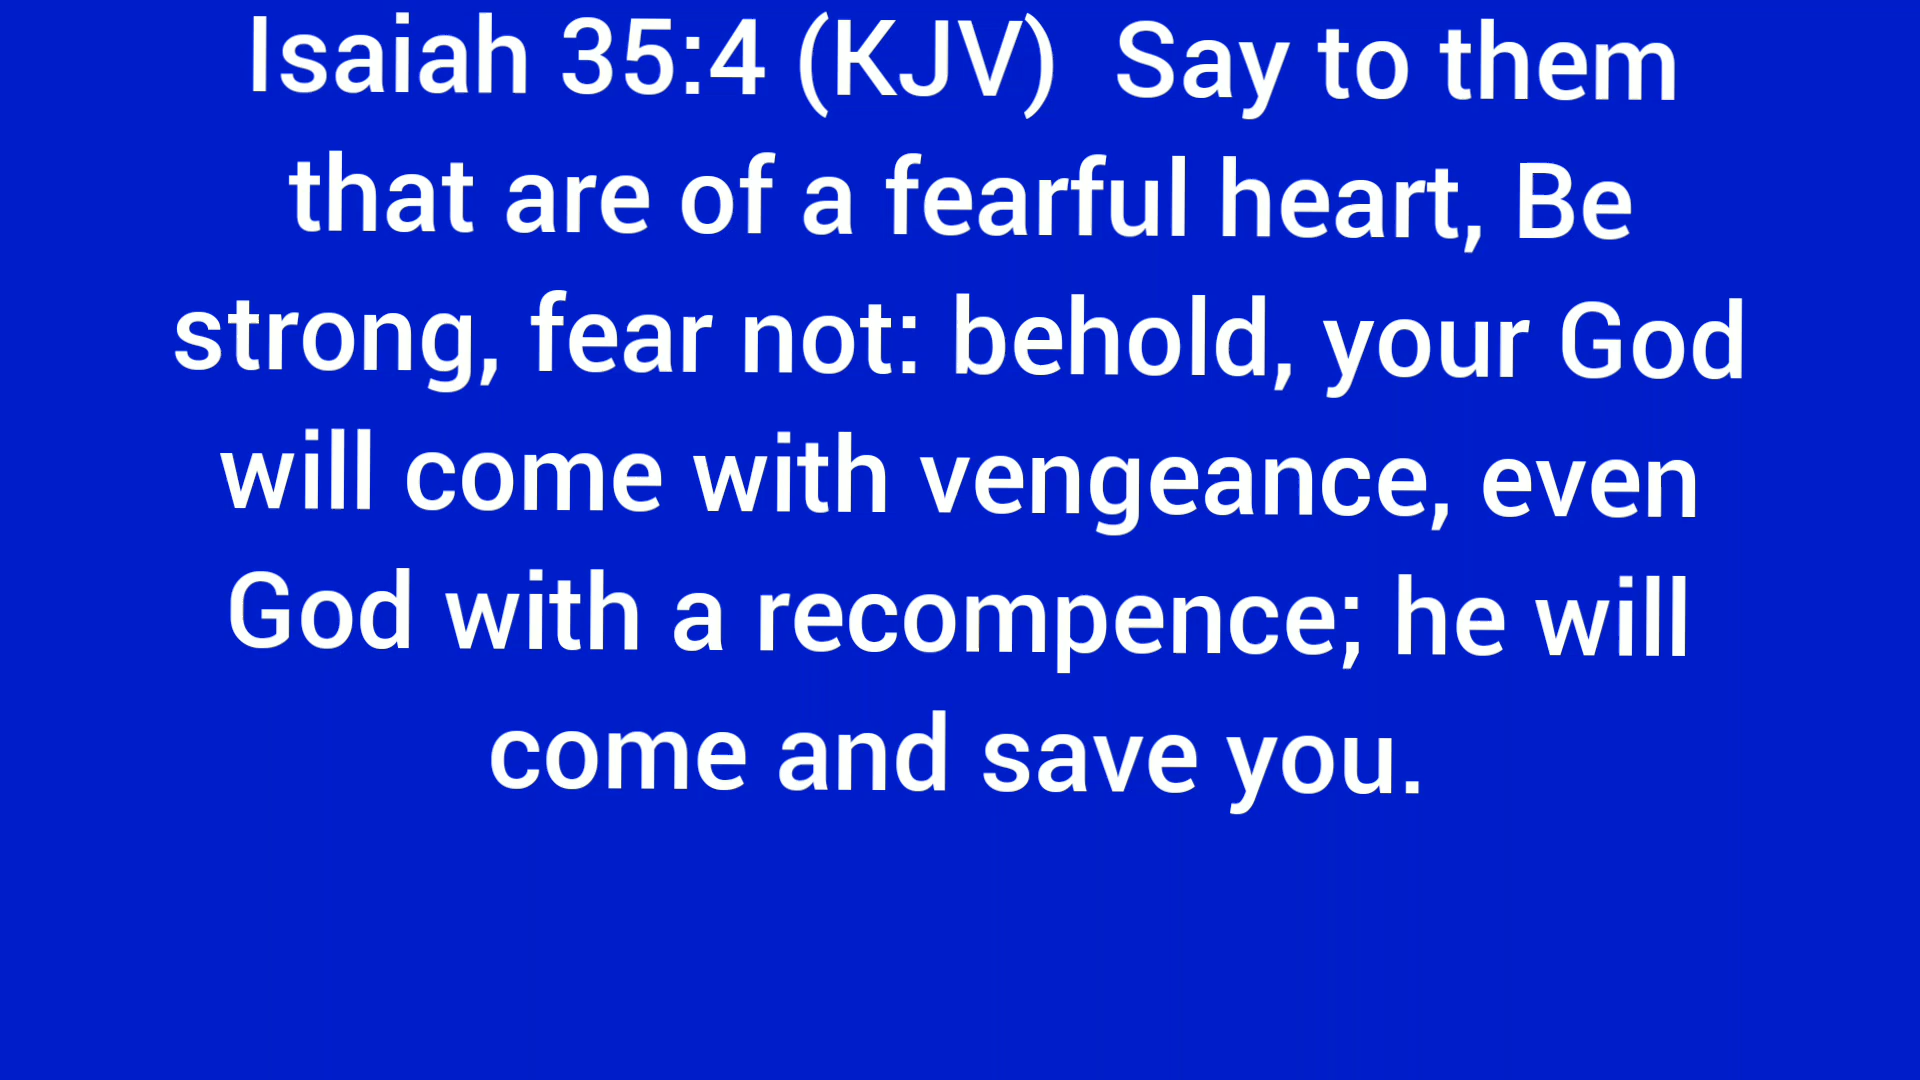 Isaiah 35:4 (KJV)  Say to them
that are of a fearful heart, Be
strong, fear not: behold, your God
will come with vengeance, even
God with a recompence; he will
come and save you.